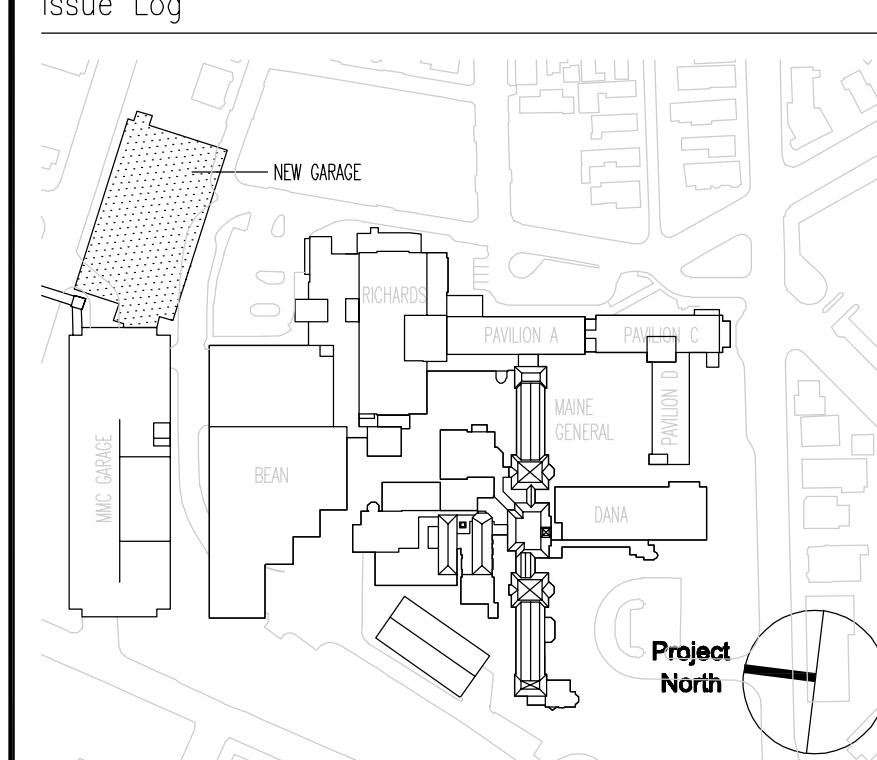 Issue Log
NEW GARAGE
RICHARDS
PAVILION A
PAVILION C
PAVILION D
MAINE
GENERAL
MMC GARAGE
BEAN
DANA
Project
North